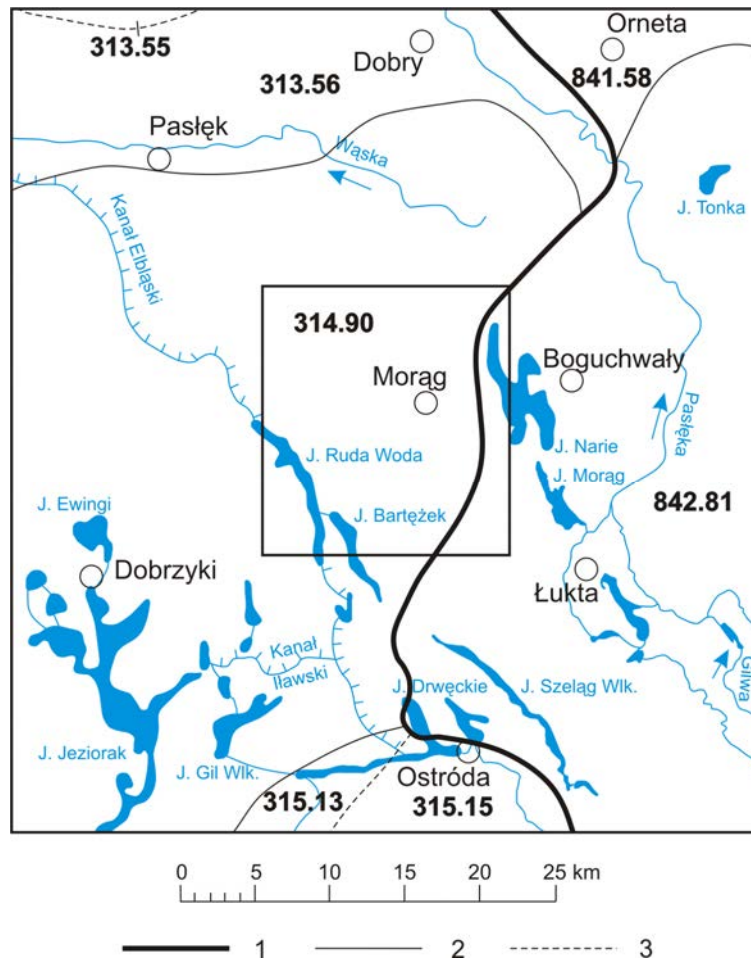 313.55
Orneta
Dobry
841.58
313.56
Pasłęk
Wąska
J. Tonka
Kanał Elbląski
314.90
Boguchwały
Morąg
Pasłęka
J. Narie
J. Ruda Woda
J. Morąg
J. Ewingi
J. Bartężek
842.81
Dobrzyki
Łukta
Kanał
Iławski
Giłwa
J. Drwęckie
J. Szeląg Wlk.
J. Jeziorak
J. Gil Wlk.
Ostróda
315.13
315.15
0 5 10 15 20 25 km
1 2 3